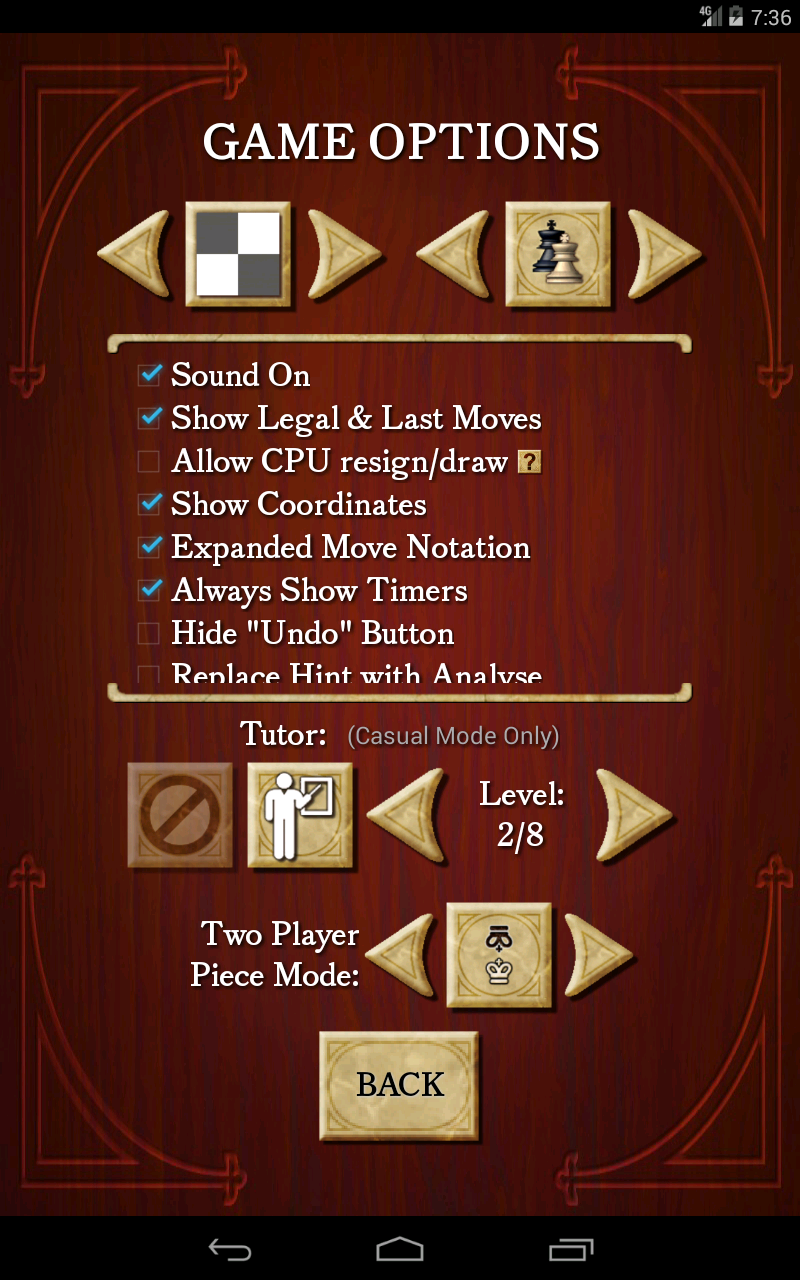 4G 7:36
GAME OPTIONS
Sound On
Show Legal & Last Moves
Allow CPU resign/draw ?
Show Coordinates
Expanded Move Notation
Always Show Timers
Hide "Undo" Button
Replace Hint with Analyse
Tutor: (Casual Mode Only)
Level:
2/8
Two Player
Piece Mode:
BACK